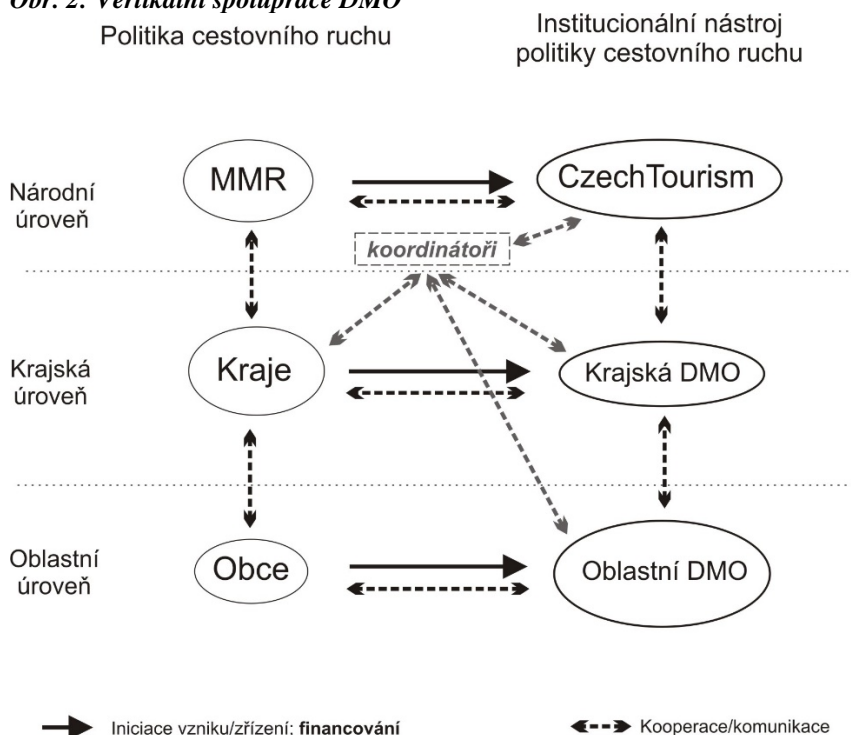 Obr. 2: Vertikální spolupráce DMO
Politika cestovního ruchu
Institucionální nástroj
politiky cestovního ruchu
Národní
úroveň
MMR
CzechTourism
koordinátoři
Krajská
úroveň
Kraje
Krajská DMO
Oblastní
úroveň
Obce
Oblastní DMO
Iniciace vzniku/zřízení: financování
Kooperace/komunikace